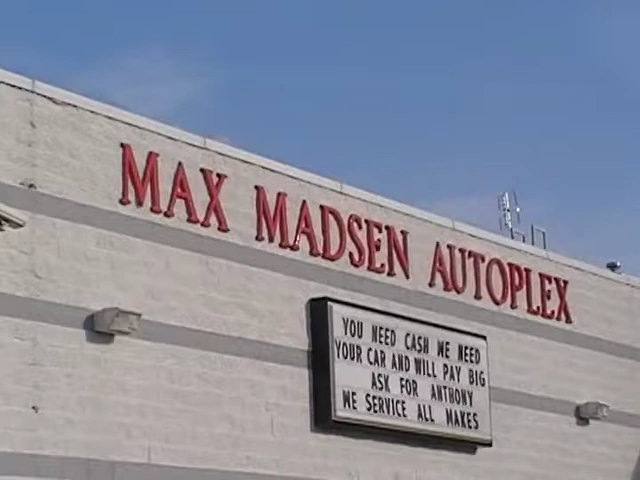 MAX MADSEN AUTOPLEX
YOU NEED CASH WE NEED
YOUR CAR AND WILL PAY BIG
ASK FOR ANTHONY
WE SERVICE ALL MAKES